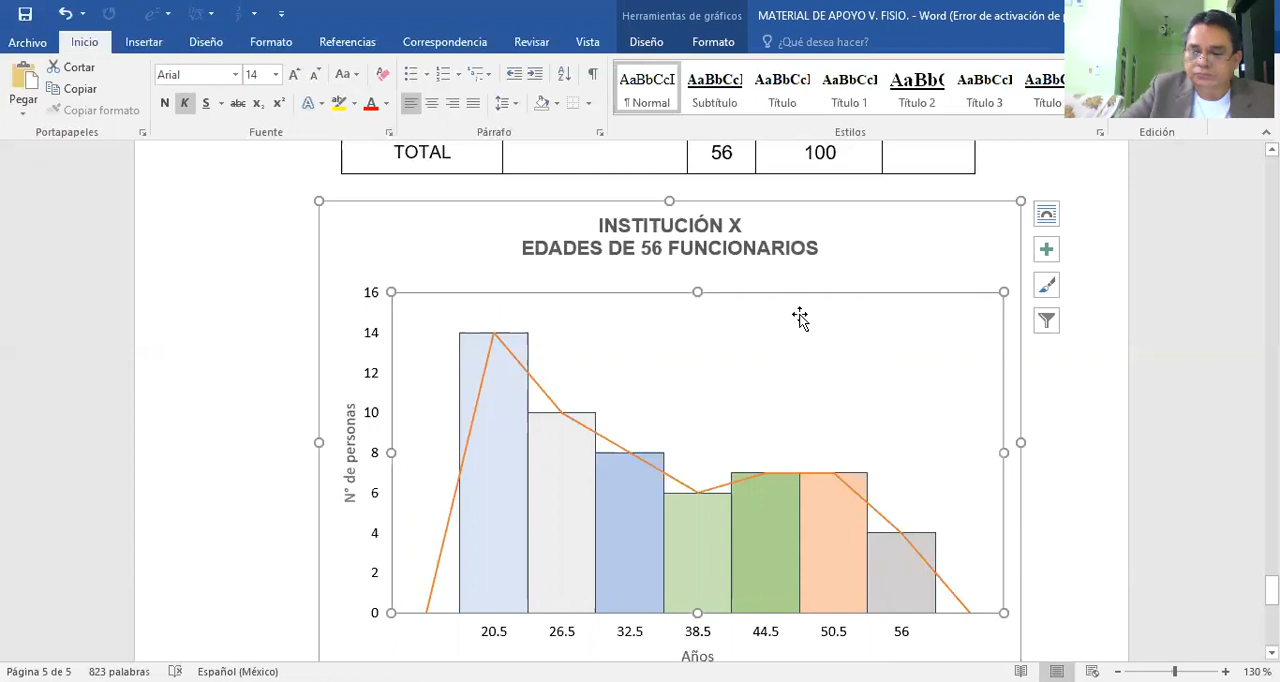 Herramientas de gráficos
MATERIAL DE APOYO V. FISIO. - Word (Error de activación de
Archivo Inicio Insertar Diseño Formato Referencias Correspondencia Revisar Vista Diseño Formato ¿Qué desea hacer?
Pegar
Cortar
Copiar
Copiar formato
Portapapeles
Arial 14
Aa
N K S abc x₂ x²
Fuente
Párrafo
AaBbCcI AaBbCcI AaBbCcI AaBbCcI AaBbC AaBbCcI AaBbCc
¶ Normal Subtítulo Título Título 1 Título 2 Título 3 Título
Estilos
Edición
TOTAL 56 100
INSTITUCIÓN X
EDADES DE 56 FUNCIONARIOS
N° de personas
16
14
12
10
8
6
4
2
0
20.5 26.5 32.5 38.5 44.5 50.5 56
Años
Página 5 de 5 823 palabras Español (México) 130 %